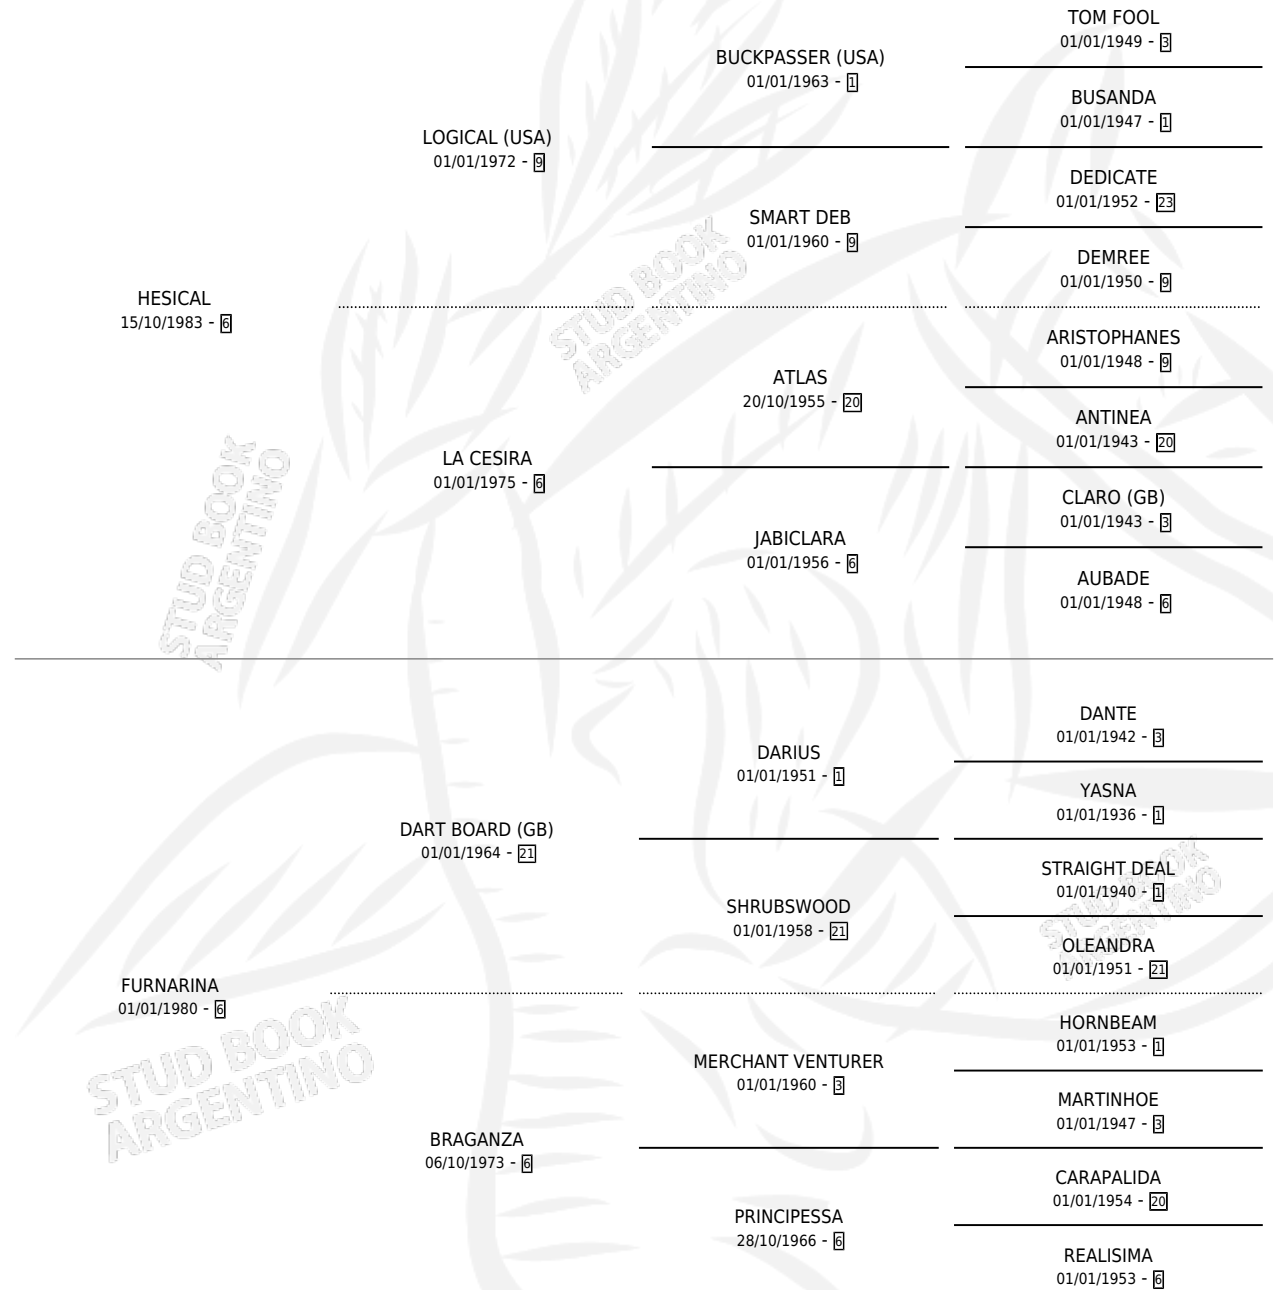 TOM FOOL
01/01/1949 - 3
BUCKPASSER (USA)
01/01/1963 - 1
BUSANDA
01/01/1947 - 1
LOGICAL (USA)
01/01/1972 - 9
DEDICATE
01/01/1952 - 23
SMART DEB
01/01/1960 - 9
DEMREE
01/01/1950 - 9
HESICAL
15/10/1983 - 6
ARISTOPHANES
01/01/1948 - 9
ATLAS
20/10/1955 - 20
ANTINEA
01/01/1943 - 20
LA CESIRA
01/01/1975 - 6
CLARO (GB)
01/01/1943 - 3
JABICLARA
01/01/1956 - 6
AUBADE
01/01/1948 - 6
DANTE
01/01/1942 - 3
DARIUS
01/01/1951 - 1
YASNA
01/01/1936 - 1
DART BOARD (GB)
01/01/1964 - 21
STRAIGHT DEAL
01/01/1940 - 1
SHRUBSWOOD
01/01/1958 - 21
OLEANDRA
01/01/1951 - 21
FURNARINA
01/01/1980 - 6
HORNBEAM
01/01/1953 - 1
MERCHANT VENTURER
01/01/1960 - 3
MARTINHOE
01/01/1947 - 3
BRAGANZA
06/10/1973 - 6
CARAPALIDA
01/01/1954 - 20
PRINCIPESSA
28/10/1966 - 6
REALISIMA
01/01/1953 - 6
STUD BOOK
ARGENTINO
STUD BOOK
ARGENTINO
STUD BOOK
ARGENTINO
STUD BOOK
ARGENTINO